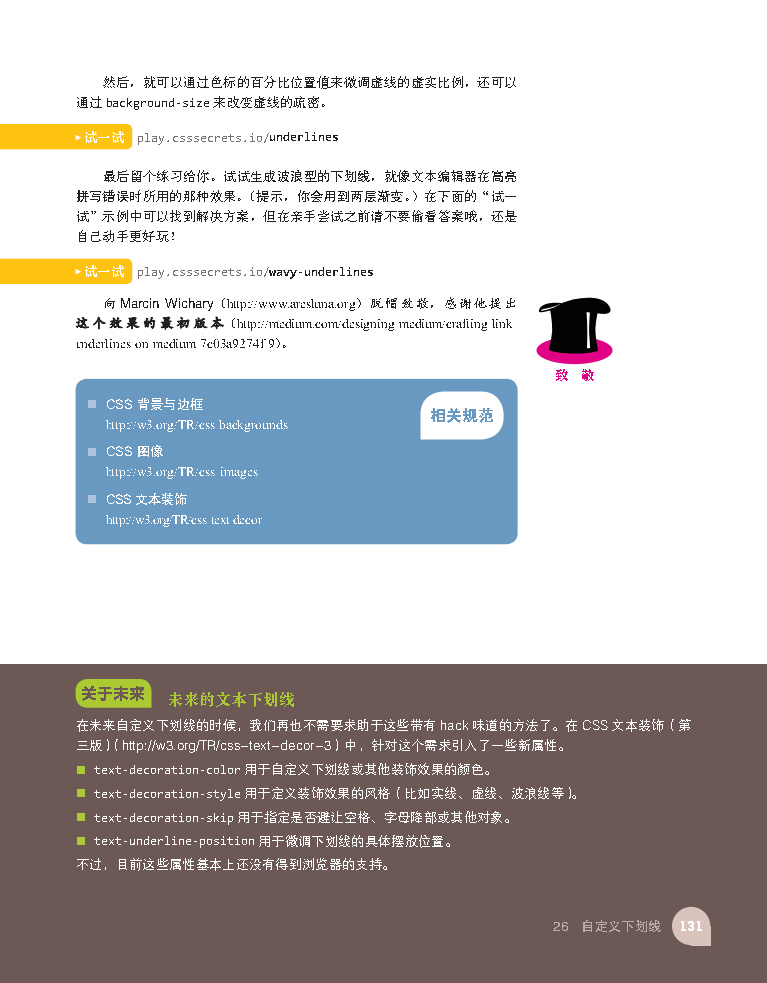 然后，就可以通过色标的百分比位置值来微调虚线的虚实比例，还可以
通过 background-size 来改变虚线的疏密。
▶试一试 play.csssecrets.io/underlines
最后留个练习给你。试试生成波浪型的下划线，就像文本编辑器在高亮
拼写错误时所用的那种效果。（提示，你会用到两层渐变。）在下面的“试一
试”示例中可以找到解决方案，但在亲手尝试之前请不要偷看答案哦，还是
自己动手更好玩！
▶试一试 play.csssecrets.io/wavy-underlines
向 Marcin Wichary（http://www.aresluna.org）脱帽致敬，感谢他提出
这个效果的最初版本（http://medium.com/designing-medium/crafting-link-
underlines-on-medium-7c03a9274f9）。
致 敬
相关规范
CSS 背景与边框
http://w3.org/TR/css-backgrounds
CSS 图像
http://w3.org/TR/css-images
CSS 文本装饰
http://w3.org/TR/css-text-decor
关于未来 未来的文本下划线
在未来自定义下划线的时候，我们再也不需要求助于这些带有 hack 味道的方法了。在 CSS 文本装饰（第
三版）（http://w3.org/TR/css-text-decor-3）中，针对这个需求引入了一些新属性。
text-decoration-color 用于自定义下划线或其他装饰效果的颜色。
text-decoration-style 用于定义装饰效果的风格（比如实线、虚线、波浪线等）。
text-decoration-skip 用于指定是否避让空格、字母降部或其他对象。
text-underline-position 用于微调下划线的具体摆放位置。
不过，目前这些属性基本上还没有得到浏览器的支持。
26 自定义下划线 131